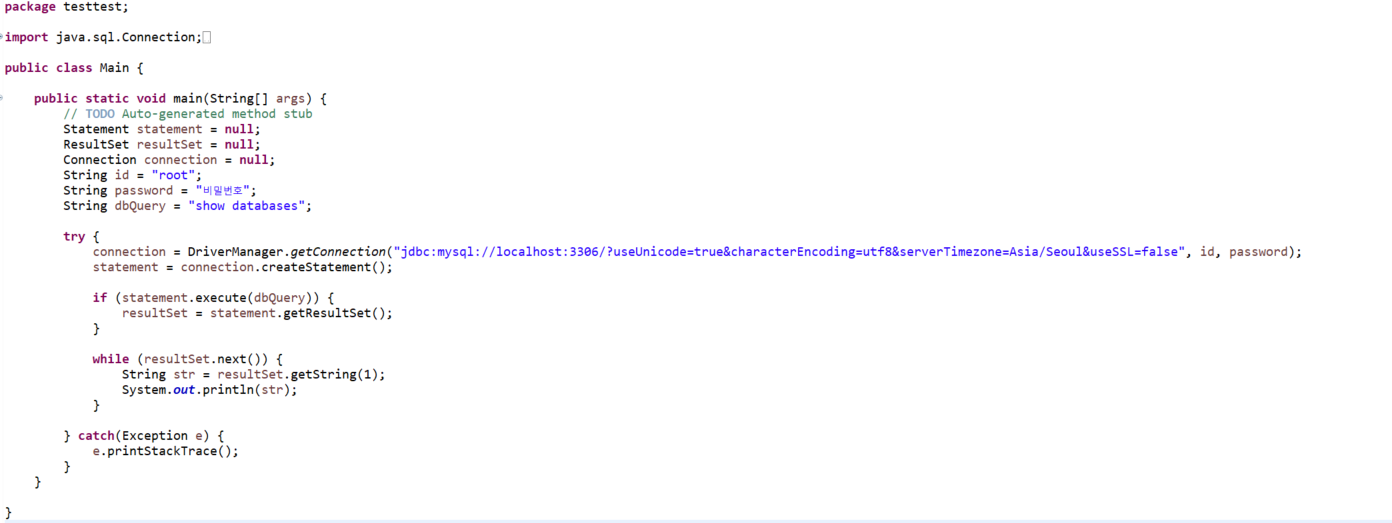 package testtest;
import java.sql.Connection;
public class Main {
public static void main(String[] args) {
// TODO Auto-generated method stub
Statement statement = null;
ResultSet resultSet = null;
Connection connection = null;
String id = "root";
String password = "비밀번호";
String dbQuery = "show databases";
try {
connection = DriverManager.getConnection("jdbc:mysql://localhost:3306/?useUnicode=true&characterEncoding=utf8&serverTimezone=Asia/Seoul&useSSL=false", id, password);
statement = connection.createStatement();
if (statement.execute(dbQuery)) {
resultSet = statement.getResultSet();
}
while (resultSet.next()) {
String str = resultSet.getString(1);
System.out.println(str);
}
} catch(Exception e) {
e.printStackTrace();
}
}
}